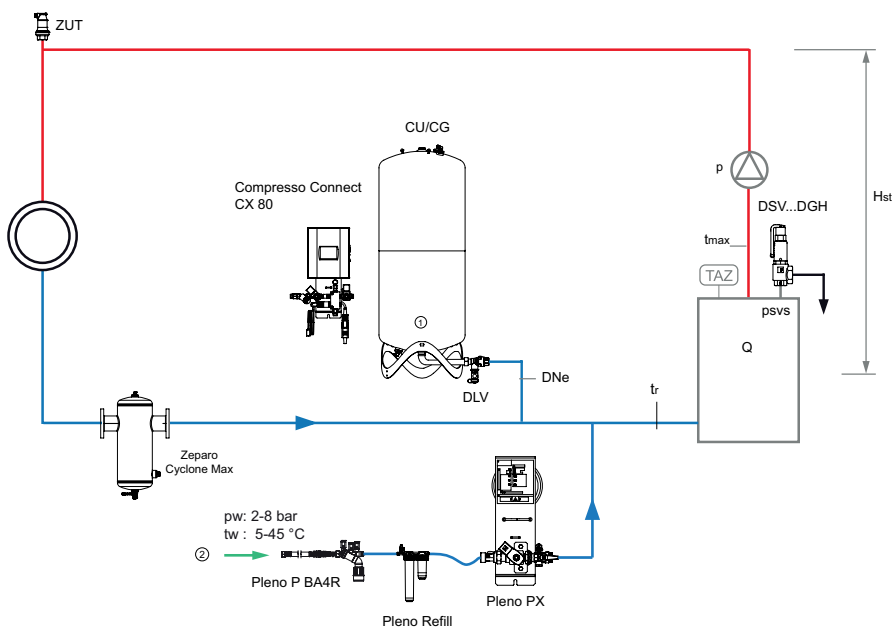 ZUT
CU/CG
Compresso Connect
CX 80
p
Hst
DSV...DGH
tmax
TAZ
psvs
①
Q
DNe
DLV
tr
Zeparo
Cyclone Max
pw: 2-8 bar
tw : 5-45 °C
②
Pleno P BA4R
Pleno Refill
Pleno PX